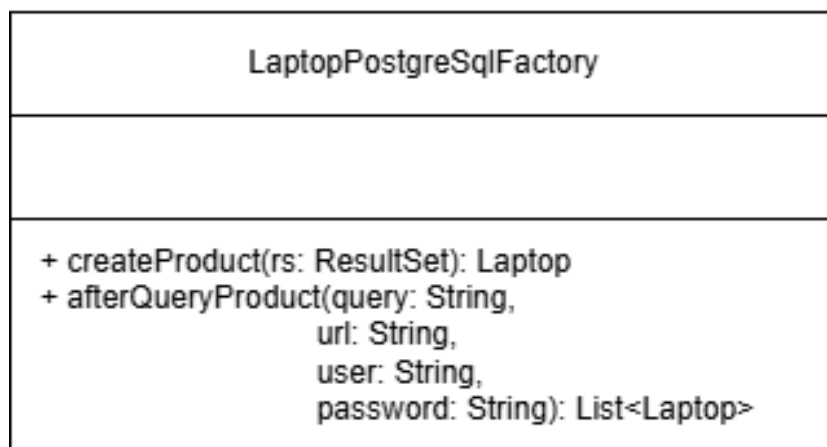 LaptopPostgreSqlFactory
+ createProduct(rs: ResultSet): Laptop
+ afterQueryProduct(query: String,
url: String,
user: String,
password: String): List<Laptop>